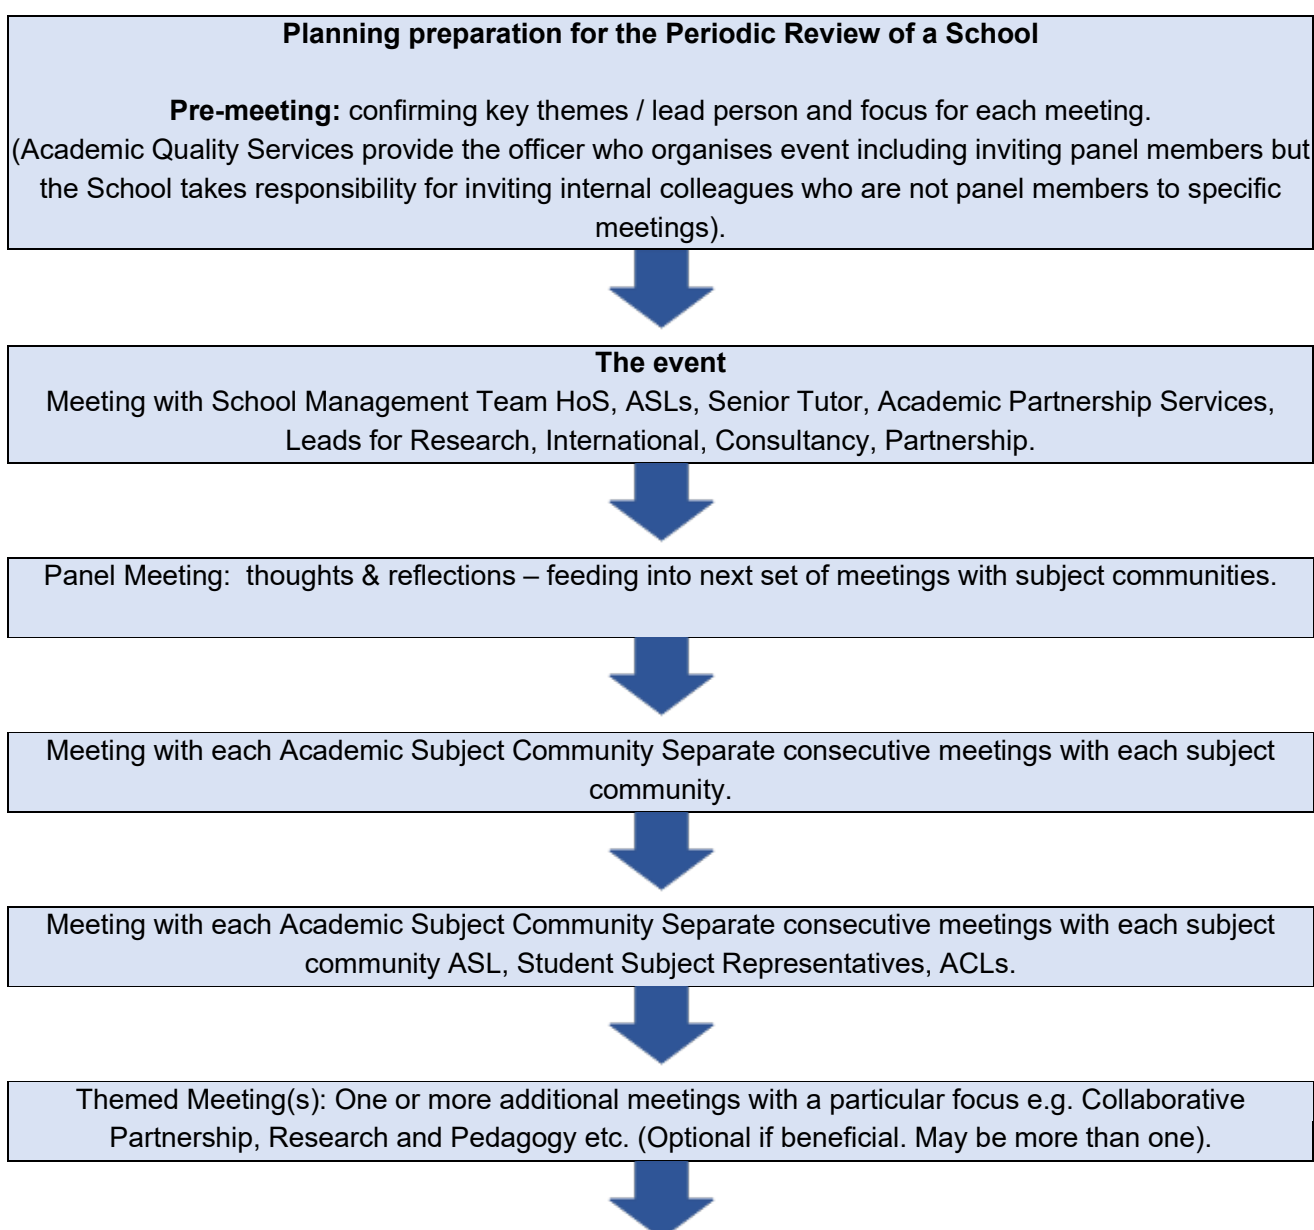 Planning preparation for the Periodic Review of a School
Pre-meeting: confirming key themes / lead person and focus for each meeting.
(Academic Quality Services provide the officer who organises event including inviting panel members but
the School takes responsibility for inviting internal colleagues who are not panel members to specific
meetings).
The event
Meeting with School Management Team HoS, ASLs, Senior Tutor, Academic Partnership Services,
Leads for Research, International, Consultancy, Partnership.
Panel Meeting:  thoughts & reflections – feeding into next set of meetings with subject communities.
Meeting with each Academic Subject Community Separate consecutive meetings with each subject
community.
Meeting with each Academic Subject Community Separate consecutive meetings with each subject
community ASL, Student Subject Representatives, ACLs.
Themed Meeting(s): One or more additional meetings with a particular focus e.g. Collaborative
Partnership, Research and Pedagogy etc. (Optional if beneficial. May be more than one).